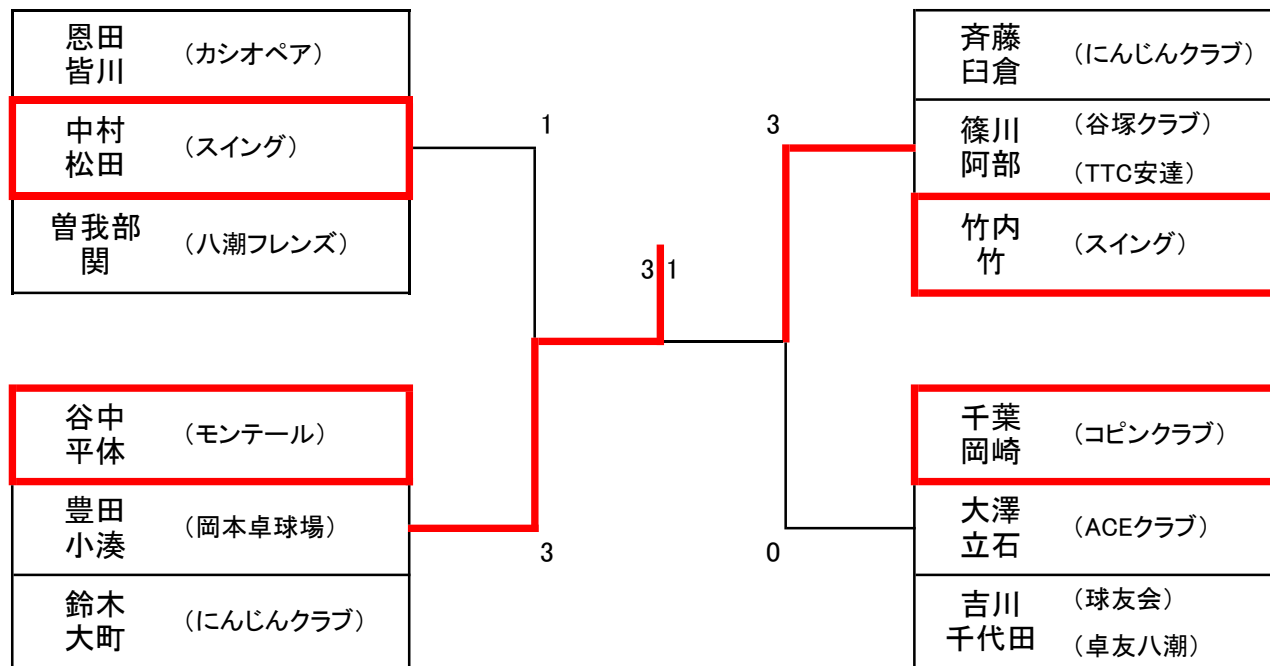 恩田
皆川
（カシオペア）
中村
松田
（スイング）
曽我部
関
（八潮フレンズ）
谷中
平体
（モンテール）
豊田
小湊
（岡本卓球場）
鈴木
大町
（にんじんクラブ）
1
3
3 1
3
0
斉藤
臼倉
（にんじんクラブ）
篠川
阿部
（谷塚クラブ）
（TTC安達）
竹内
竹
（スイング）
千葉
岡崎
（コピンクラブ）
大澤
立石
（ACEクラブ）
吉川
千代田
（球友会）
（卓友八潮）